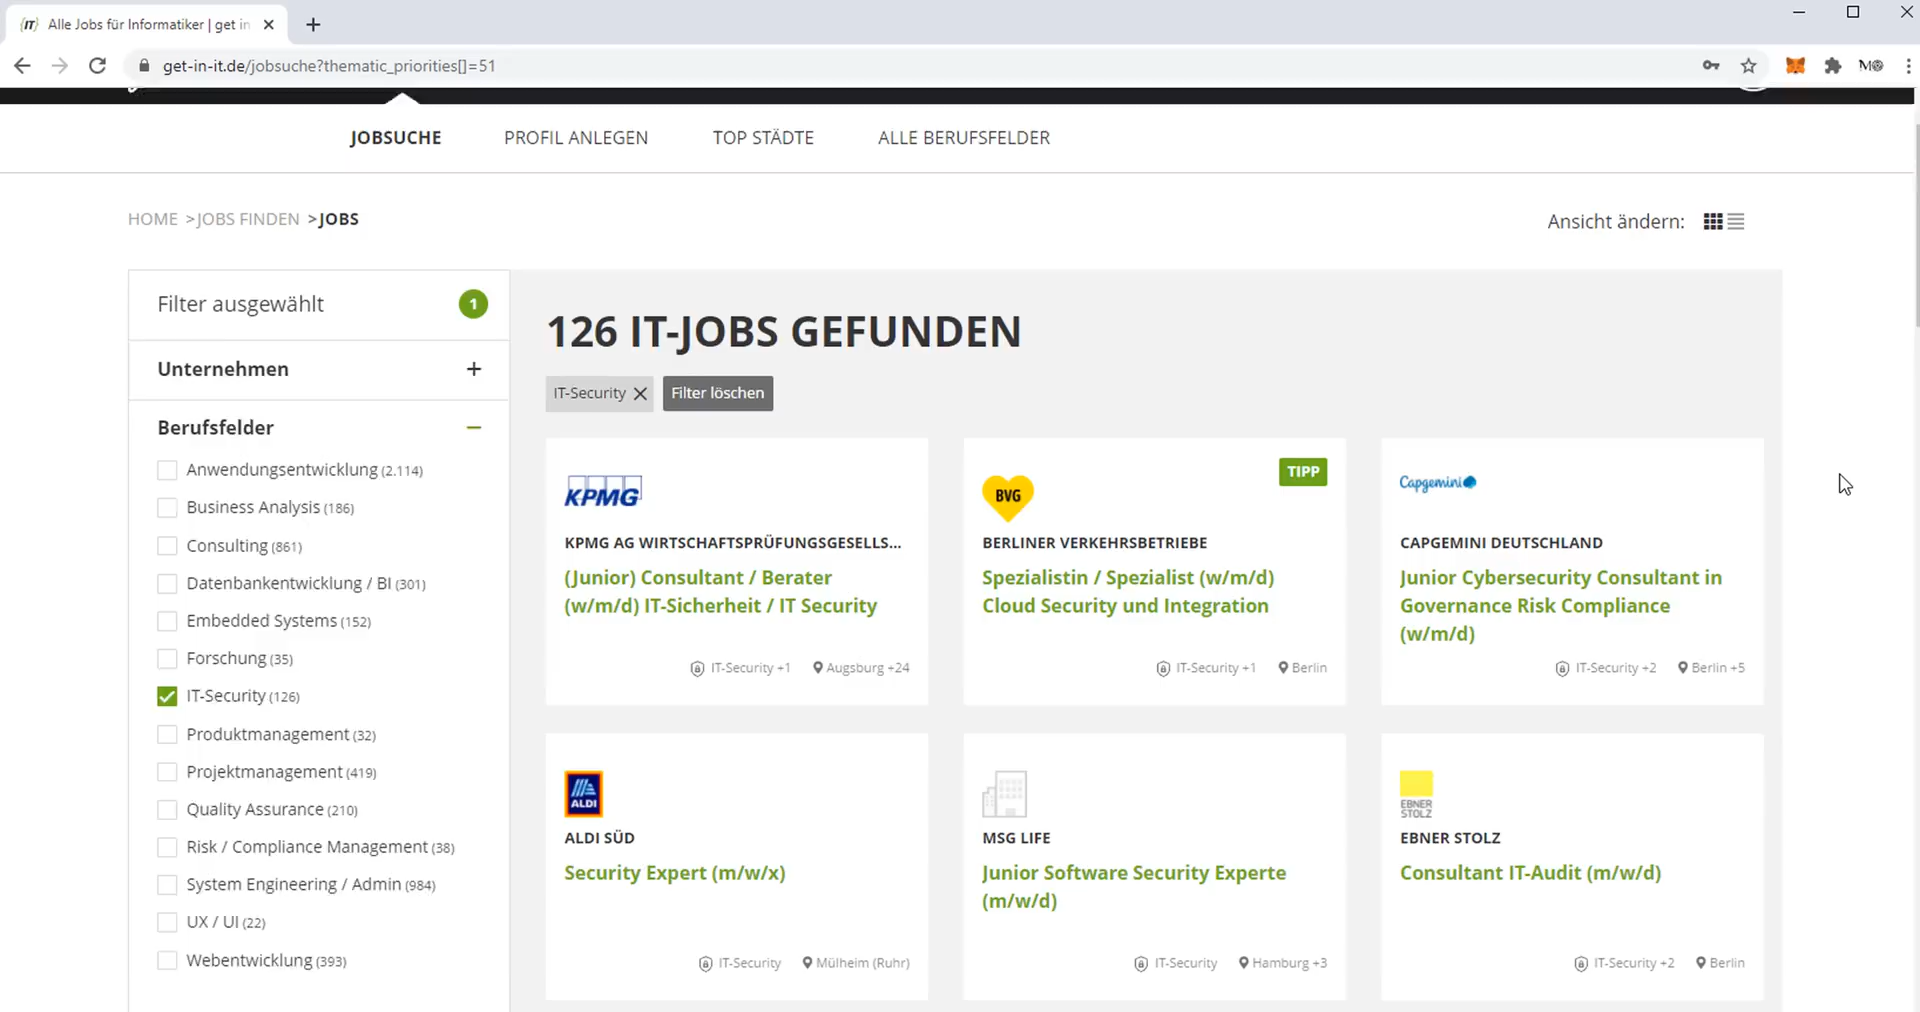 {IT} Alle Jobs für Informatiker | get in
get-in-it.de/jobsuche?thematic_priorities[]=51
JOBSUCHE
PROFIL ANLEGEN
TOP STÄDTE
ALLE BERUFSFELDER
HOME >JOBS FINDEN >JOBS
Ansicht ändern:
Filter ausgewählt
1
Unternehmen
Berufsfelder
Anwendungsentwicklung (2.114)
Business Analysis (186)
Consulting (861)
Datenbankentwicklung / BI (301)
Embedded Systems (152)
Forschung (35)
IT-Security (126)
Produktmanagement (32)
Projektmanagement (419)
Quality Assurance (210)
Risk / Compliance Management (38)
System Engineering / Admin (984)
UX / UI (22)
Webentwicklung (393)
126 IT-JOBS GEFUNDEN
IT-Security
Filter löschen
KPMG
KPMG AG WIRTSCHAFTSPRÜFUNGSGESELLS...
(Junior) Consultant / Berater
(w/m/d) IT-Sicherheit / IT Security
IT-Security +1
Augsburg +24
TIPP
BVG
BERLINER VERKEHRSBETRIEBE
Spezialistin / Spezialist (w/m/d)
Cloud Security und Integration
IT-Security +1
Berlin
Capgemini
CAPGEMINI DEUTSCHLAND
Junior Cybersecurity Consultant in
Governance Risk Compliance
(w/m/d)
IT-Security +2
Berlin +5
ALDI
ALDI SÜD
Security Expert (m/w/x)
IT-Security
Mülheim (Ruhr)
MSG LIFE
Junior Software Security Experte
(m/w/d)
IT-Security
Hamburg +3
EBNER
STOLZ
EBNER STOLZ
Consultant IT-Audit (m/w/d)
IT-Security +2
Berlin